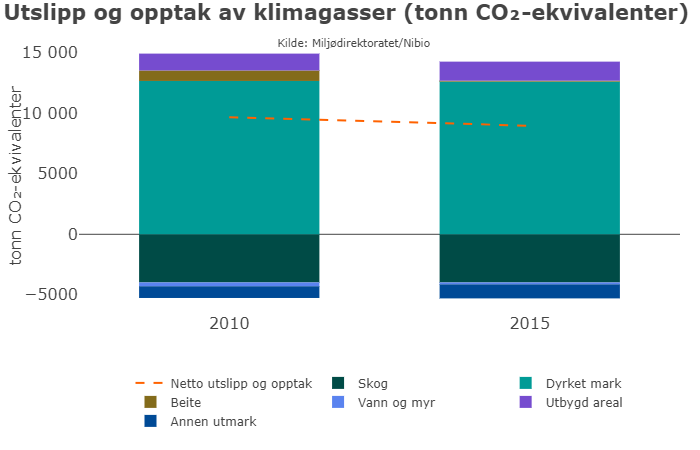 Utslipp og opptak av klimagasser (tonn CO₂-ekvivalenter)
Kilde: Miljødirektoratet/Nibio
tonn CO₂-ekvivalenter
15 000
10 000
5000
0
−5000
2010
2015
Netto utslipp og opptak
Skog
Dyrket mark
Beite
Vann og myr
Utbygd areal
Annen utmark